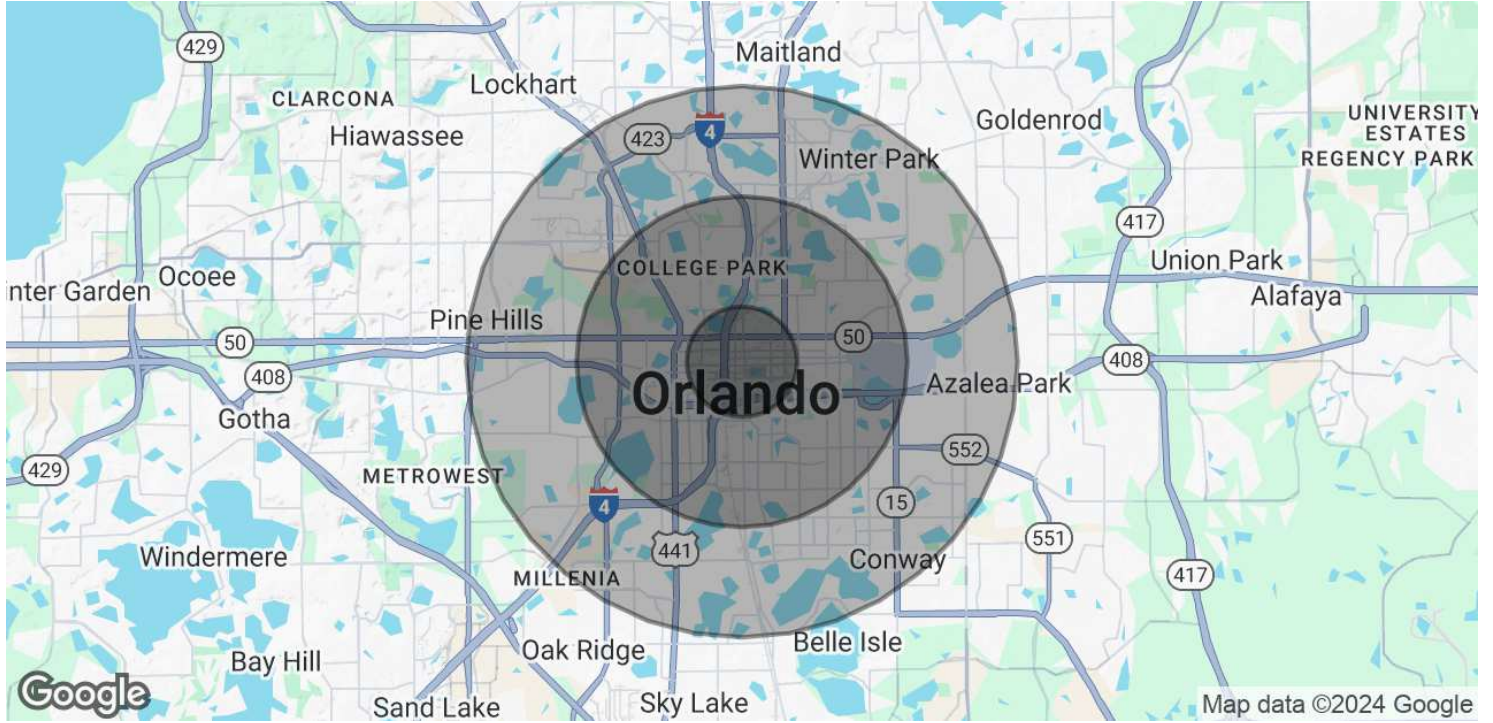 429
Maitland
Lockhart
CLARCONA
Hiawassee
423
4
Goldenrod
UNIVERSITY
ESTATES
REGENCY PARK
Winter Park
417
COLLEGE PARK
Union Park
Ocoee
inter Garden
Alafaya
Pine Hills
50
50
408
Orlando
Azalea Park
408
Gotha
429
METROWEST
552
4
15
441
551
Windermere
MILLENIA
Conway
417
Oak Ridge
Belle Isle
Bay Hill
Google
Sand Lake
Sky Lake
Map data ©2024 Google